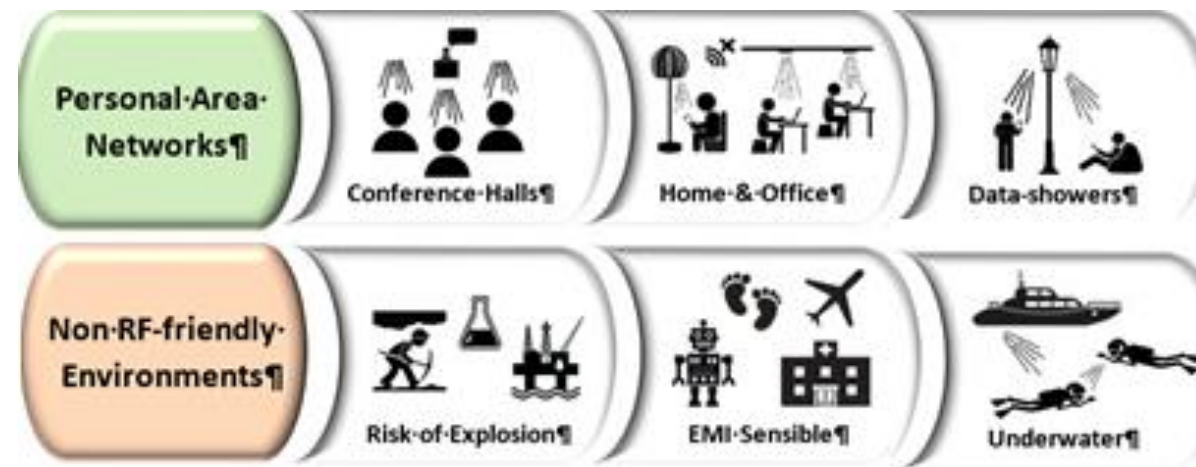 Personal·Area·
Networks¶
Conference·Halls¶
Home·&·Office¶
Data-showers¶
Non·RF-friendly·
Environments¶
Risk·of·Explosion¶
EMI·Sensible¶
Underwater¶